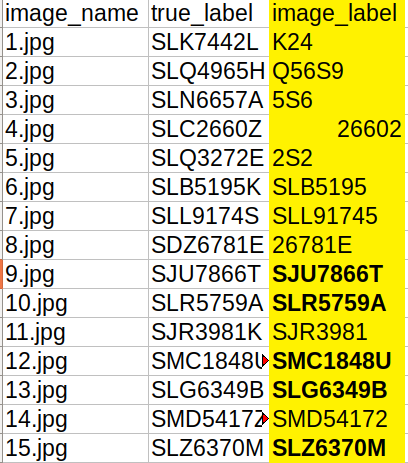 image_name true_label image_label
1.jpg SLK7442L K24
2.jpg SLQ4965H Q56S9
3.jpg SLN6657A 5S6
4.jpg SLC2660Z 26602
5.jpg SLQ3272E 2S2
6.jpg SLB5195K SLB5195
7.jpg SLL9174S SLL91745
8.jpg SDZ6781E 26781E
9.jpg SJU7866T SJU7866T
10.jpg SLR5759A SLR5759A
11.jpg SJR3981K SJR3981
12.jpg SMC1848U SMC1848U
13.jpg SLG6349B SLG6349B
14.jpg SMD5417Z SMD54172
15.jpg SLZ6370M SLZ6370M